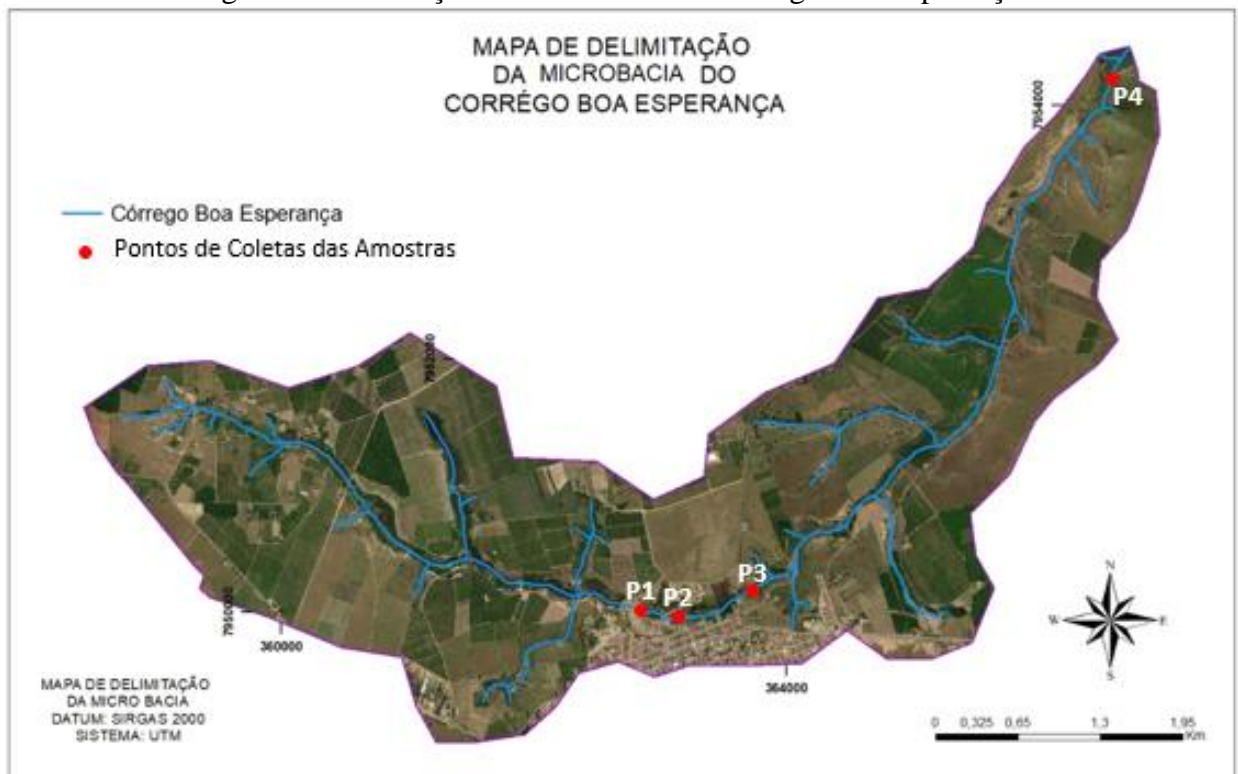 MAPA DE DELIMITAÇÃO
DA MICROBACIA DO
CORRÉGO BOA ESPERANÇA
Córrego Boa Esperança
Pontos de Coletas das Amostras
P4
7954000
7952000
P1
P2
P3
7950000
360000
364000
N
W
E
S
MAPA DE DELIMITAÇÃO
DA MICRO BACIA
DATUM: SIRGAS 2000
SISTEMA: UTM
0 0,325 0,65 1,3 1,95
Km